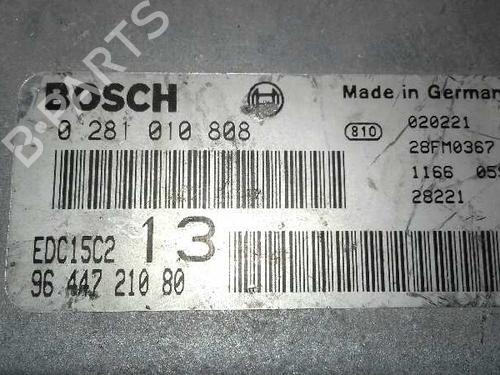 B-PARTS
BOSCH
Made in German
0 281 010 808
810
020221
28FM0367
1166
28221
EDC15C2
13
96 447 210 80